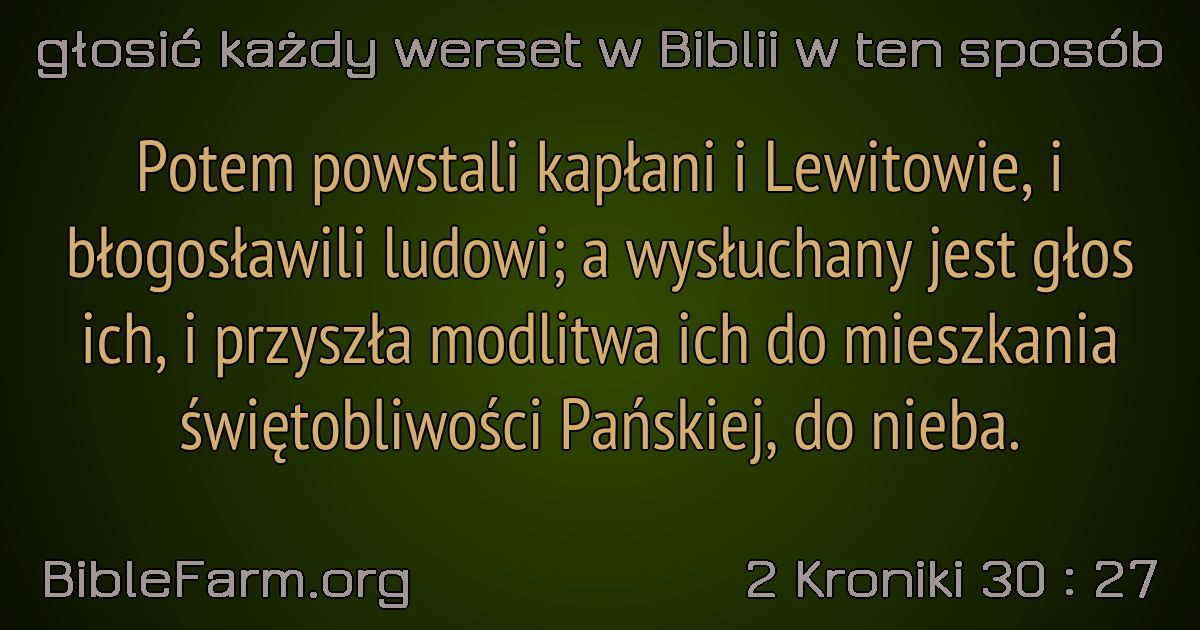 głosić każdy werset w Biblii w ten sposób
Potem powstali kapłani i Lewitowie, i
błogosławili ludowi; a wysłuchany jest głos
ich, i przyszła modlitwa ich do mieszkania
świętobliwości Pańskiej, do nieba.
BibleFarm.org
2 Kroniki 30 : 27